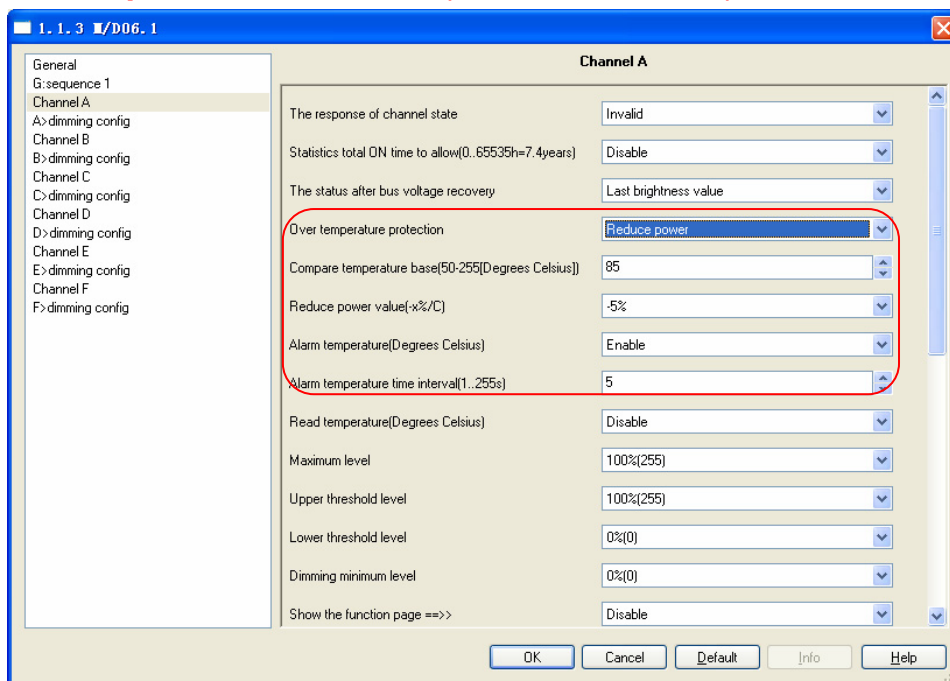 1.1.3 M/D06.1
General
G:sequence 1
Channel A
A>dimming config
Channel B
B>dimming config
Channel C
C>dimming config
Channel D
D>dimming config
Channel E
E>dimming config
Channel F
F>dimming config
Channel A
The response of channel state Invalid
Statistics total ON time to allow(0..65535h=7.4years) Disable
The status after bus voltage recovery Last brightness value
Over temperature protection Reduce power
Compare temperature base(50-255[Degrees Celsius]) 85
Reduce power value(-x%/C) -5%
Alarm temperature(Degrees Celsius) Enable
Alarm temperature time interval(1..255s) 5
Read temperature(Degrees Celsius) Disable
Maximum level 100%(255)
Upper threshold level 100%(255)
Lower threshold level 0%(0)
Dimming minimum level 0%(0)
Show the function page ==>> Disable
OK Cancel Default Info Help